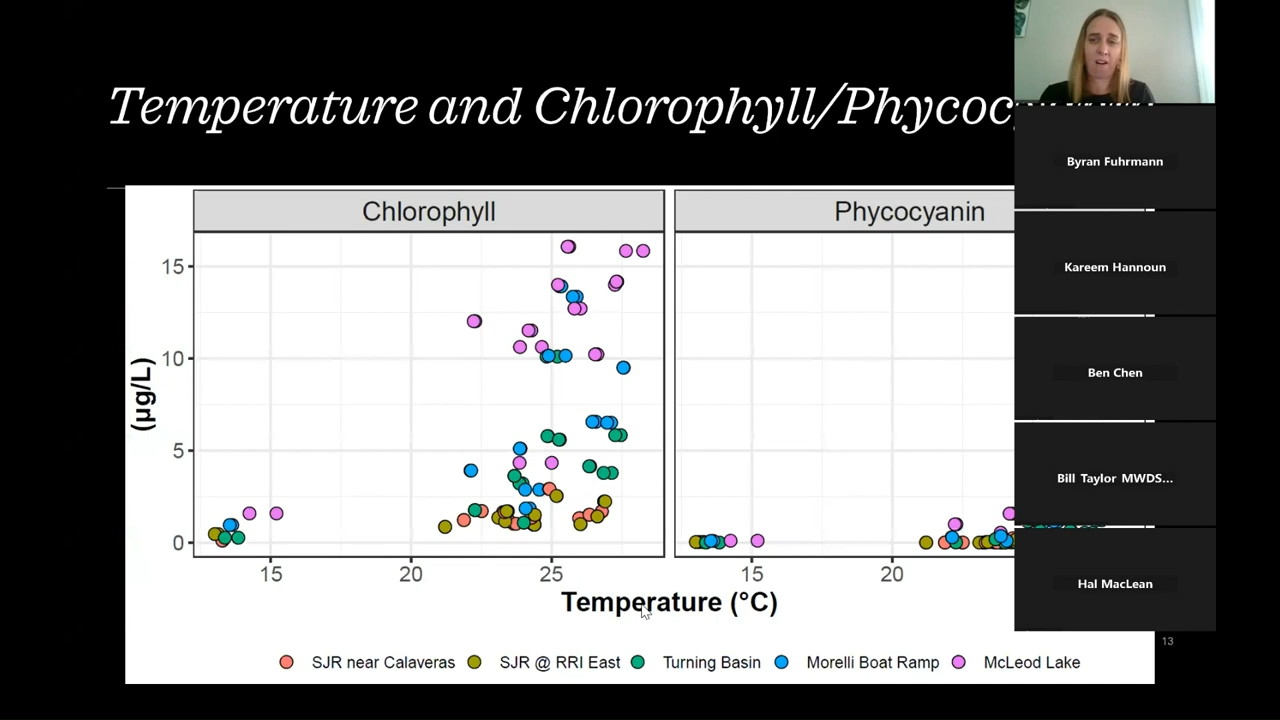 Temperature and Chlorophyll/Phycoc
Byran Fuhrmann
Kareem Hannoun
Ben Chen
Bill Taylor MWDS...
Hal MacLean
Chlorophyll
Phycocyanin
(µg/L)
15
10
5
0
15
20
25
15
20
Temperature (°C)
SJR near Calaveras
SJR @ RRI East
Turning Basin
Morelli Boat Ramp
McLeod Lake
13